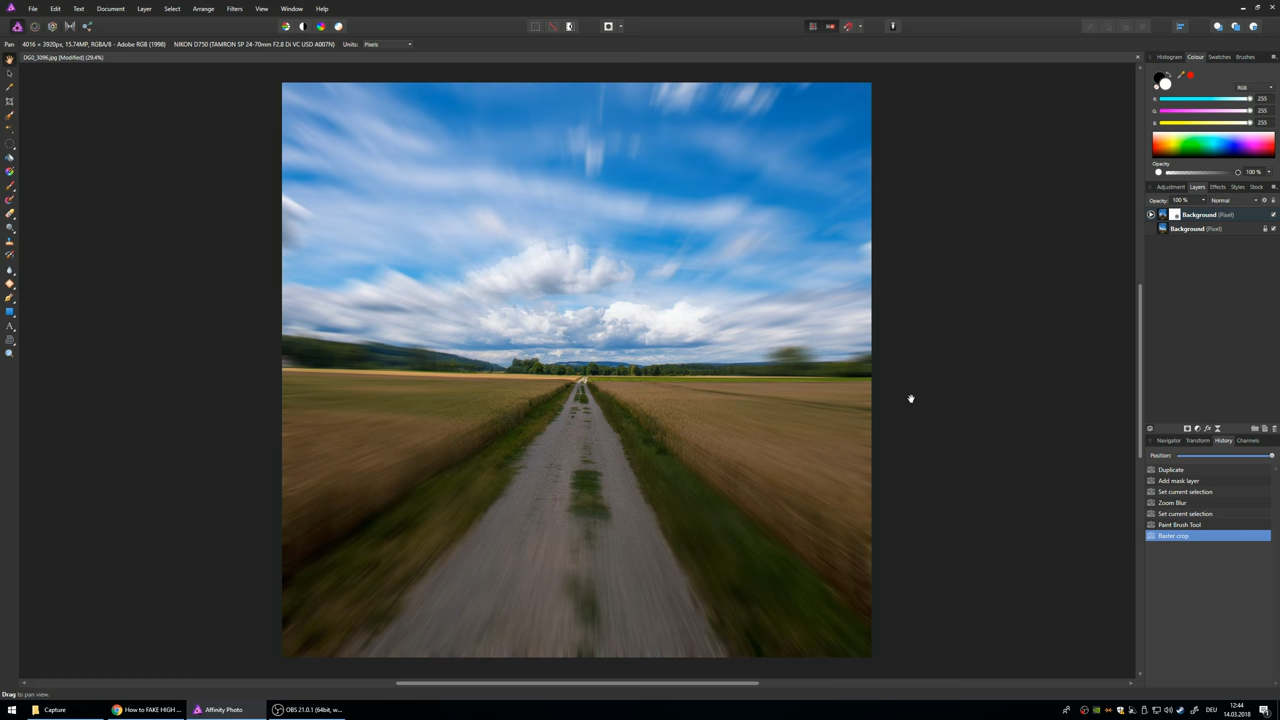 File Edit Text Document Layer Select Arrange Filters View Window Help
Pan 4016 × 3920px, 15.74MP, RGBA/8 - Adobe RGB (1998) NIKON D750 (TAMRON SP 24-70mm F2.8 Di VC USD A007N) Units: Pixels
DG0_3096.jpg [Modified] (29.4%)
Histogram Colour Swatches Brushes
RGB
R: 255
G: 255
B: 255
Opacity
100 %
Adjustment Layers Effects Styles Stock
Opacity: 100 % Normal
Background (Pixel)
Background (Pixel)
Navigator Transform History Channels
Position:
Duplicate
Add mask layer
Set current selection
Zoom Blur
Set current selection
Paint Brush Tool
Raster crop
Drag to pan view.
Capture How to FAKE HIGH ... Affinity Photo OBS 21.0.1 (64bit, w... DEU 12:44
14.03.2018